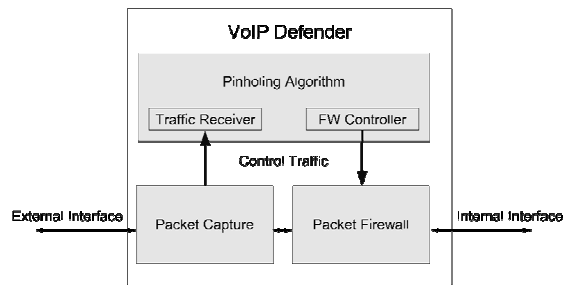 VoIP Defender
Pinholing Algorithm
Traffic Receiver
FW Controller
Control Traffic
External Interface
Packet Capture
Packet Firewall
Internal Interface